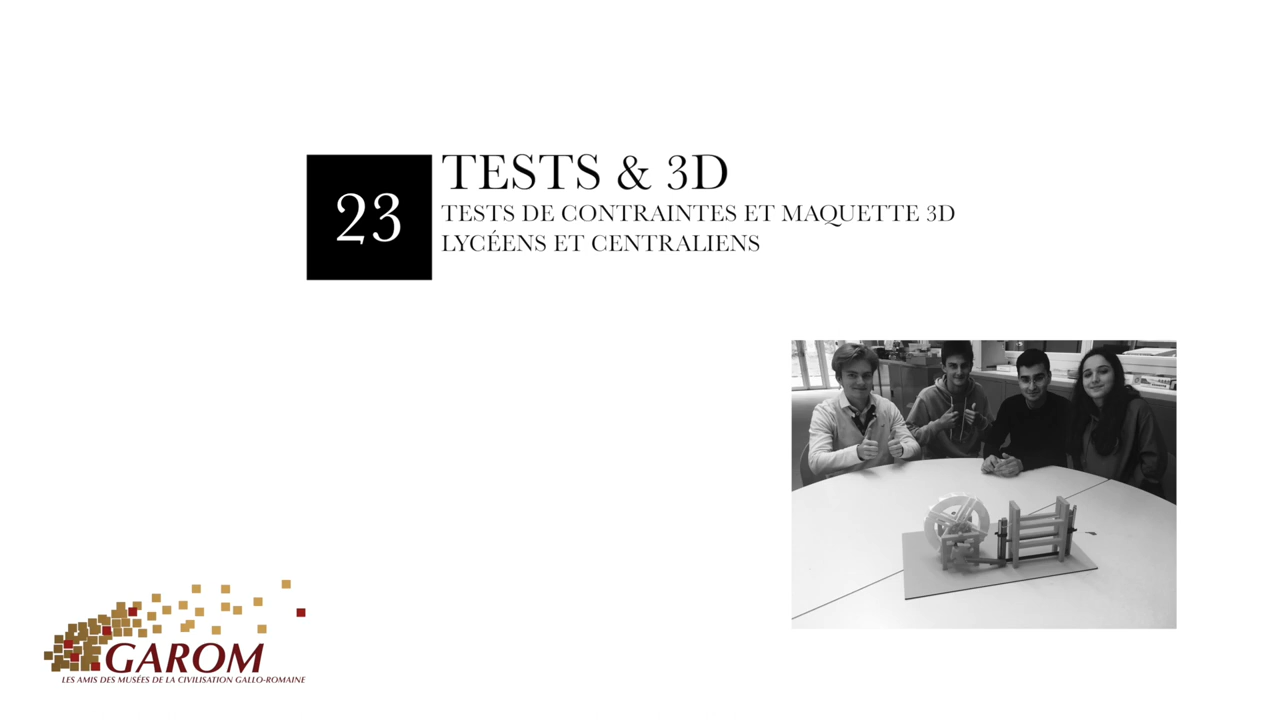 23
TESTS & 3D
TESTS DE CONTRAINTES ET MAQUETTE 3D
LYCÉENS ET CENTRALIENS
GAROM
LES AMIS DES MUSÉES DE LA CIVILISATION GALLO-ROMAINE